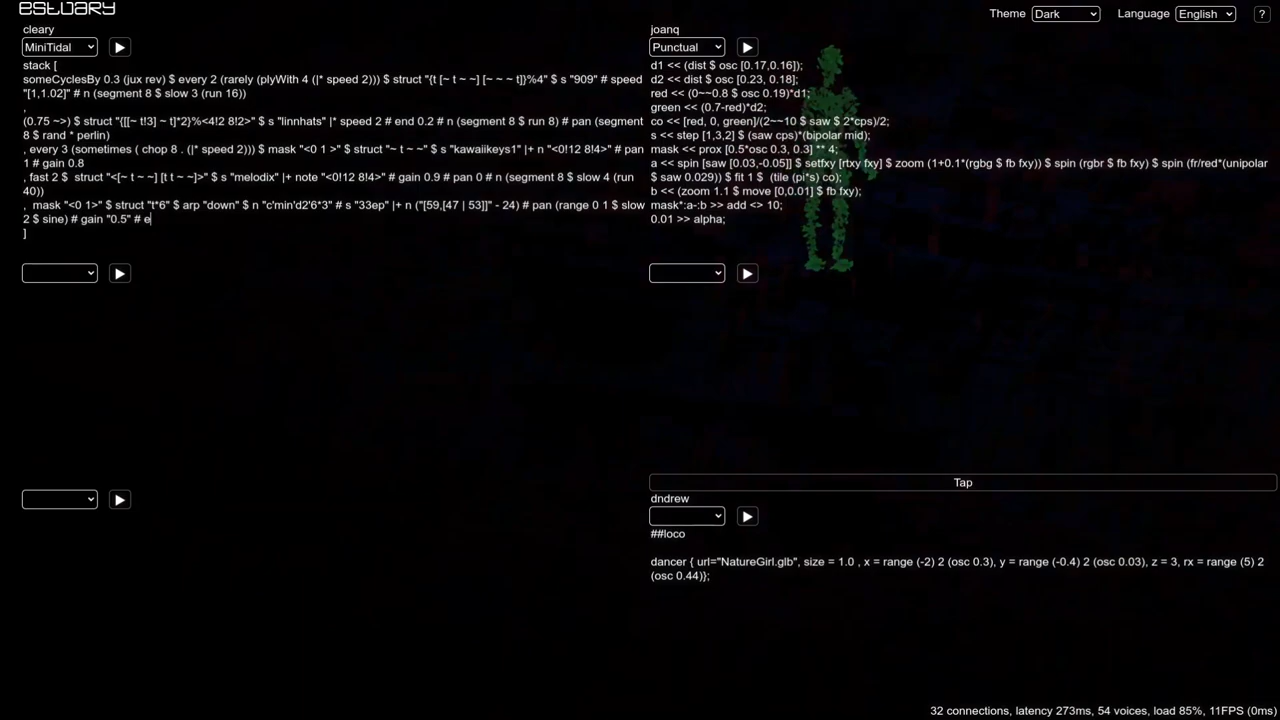 estuary
Theme Dark Language English ?
cleary
MiniTidal
stack [
someCyclesBy 0.3 (jux rev) $ every 2 (rarely (plyWith 4 (|* speed 2))) $ struct "{t [~ t ~ ~] [~ ~ ~ t]}%4" $ s "909" # speed
"[1,1.02]" # n (segment 8 $ slow 3 (run 16))
,
(0.75 ~>) $ struct "{[[~ t!3] ~ t]*2}%<4!12 8!2>" $ s "linnhats" |* speed 2 # end 0.2 # n (segment 8 $ run 8) # pan (segment
8 $ rand * perlin)
, every 3 (sometimes ( chop 8 . (|* speed 2))) $ mask "<0 1 >" $ struct "~ t ~ ~" $ s "kawaiikeys1" |+ n "<0!12 8!4>" # pan
1 # gain 0.8
, fast 2 $  struct "<[~ t ~ ~] [t t ~ ~]>" $ s "melodix" |+ note "<0!12 8!4>" # gain 0.9 # pan 0 # n (segment 8 $ slow 4 (run
40))
,  mask "<0 1>" $ struct "t*6" $ arp "down" $ n "c'min'd2'6*3" # s "33ep" |+ n ("[59,[47 | 53]]" - 24) # pan (range 0 1 $ slow
2 $ sine) # gain "0.5" # e
]
joanq
Punctual
d1 << (dist $ osc [0.17,0.16]);
d2 << dist $ osc [0.23, 0.18];
red << (0~~0.8 $ osc 0.19)*d1;
green << (0.7-red)*d2;
co << [red, 0, green]/(2~~10 $ saw $ 2*cps)/2;
s << step [1,3,2] $ (saw cps)*(bipolar mid);
mask << prox [0.5*osc 0.3, 0.3] ** 4;
a << spin [saw [0.03,-0.05]] $ setfxy [rtxy fxy] $ zoom (1+0.1*(rgbg $ fb fxy)) $ spin (rgbr $ fb fxy) $ spin (fr/red*(unipolar
$ saw 0.029)) $ fit 1 $  (tile (pi*s) co);
b << (zoom 1.1 $ move [0,0.01] $ fb fxy);
mask*:a-:b >> add <> 10;
0.01 >> alpha;
Tap
dndrew
##loco
dancer { url="NatureGirl.glb", size = 1.0 , x = range (-2) 2 (osc 0.3), y = range (-0.4) 2 (osc 0.03), z = 3, rx = range (5) 2
(osc 0.44)};
32 connections, latency 273ms, 54 voices, load 85%, 11FPS (0ms)